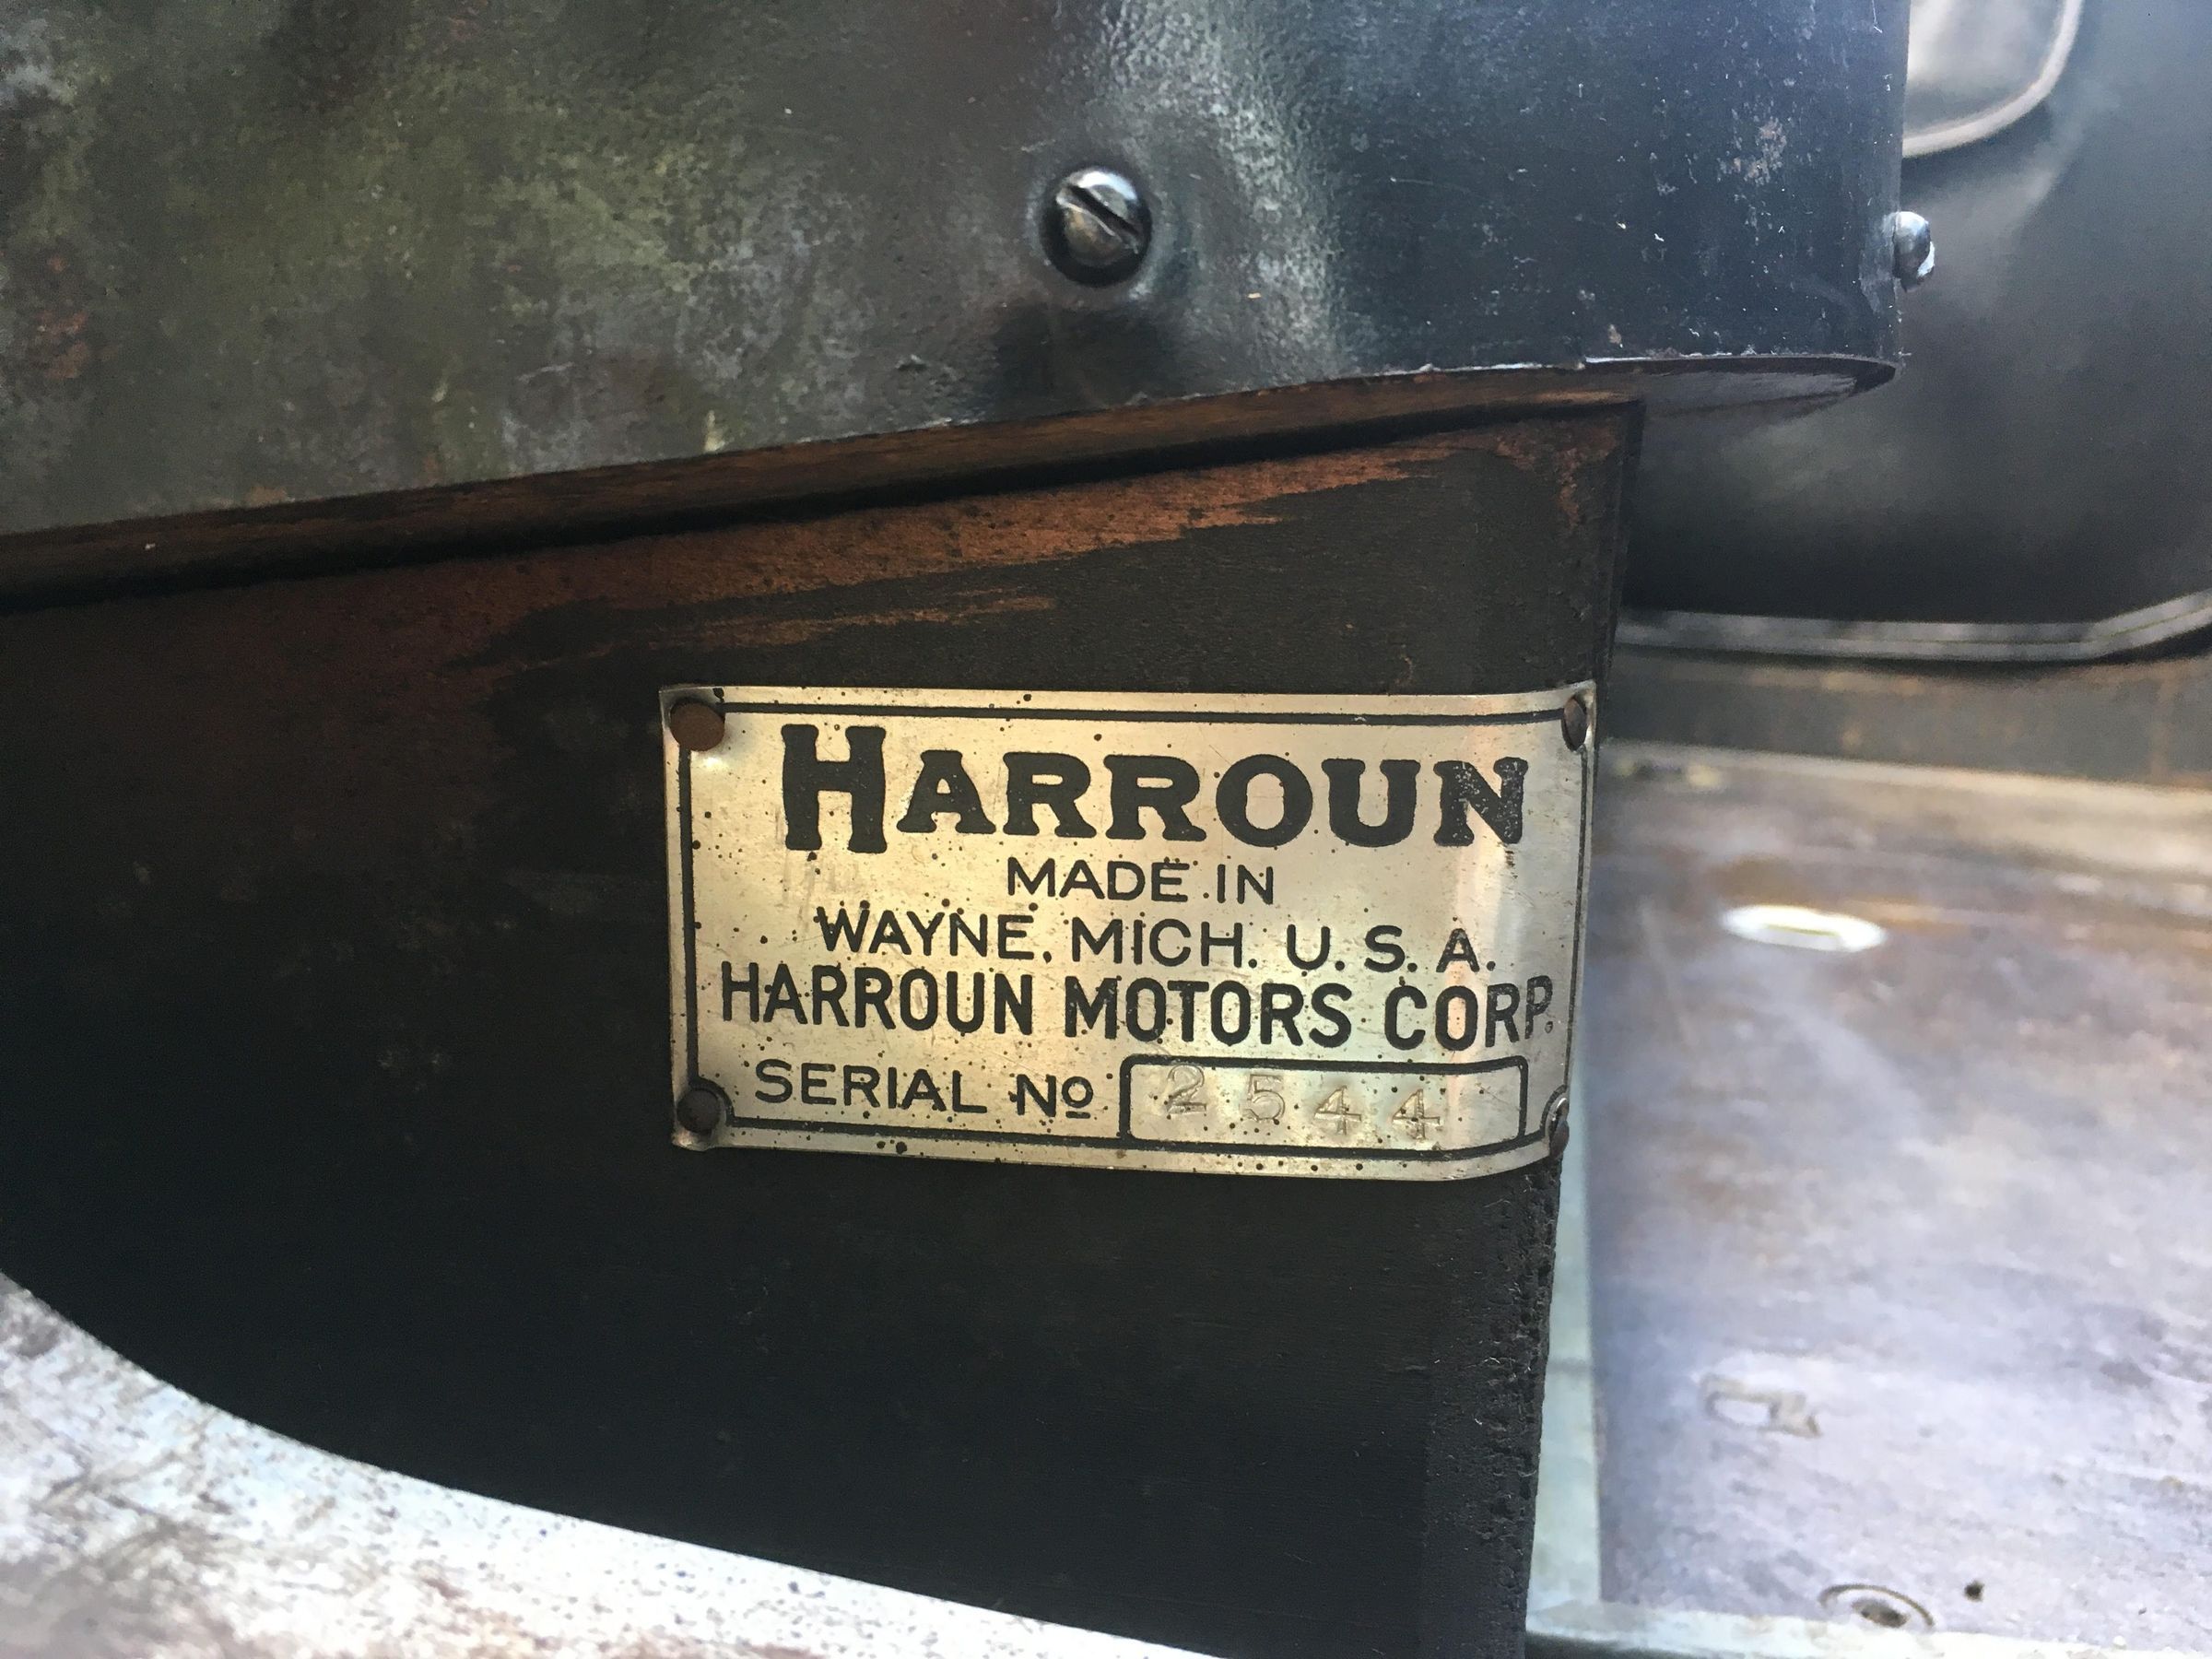 HARROUN
MADE IN
WAYNE, MICH. U.S.A.
HARROUN MOTORS CORP.
SERIAL No 2544